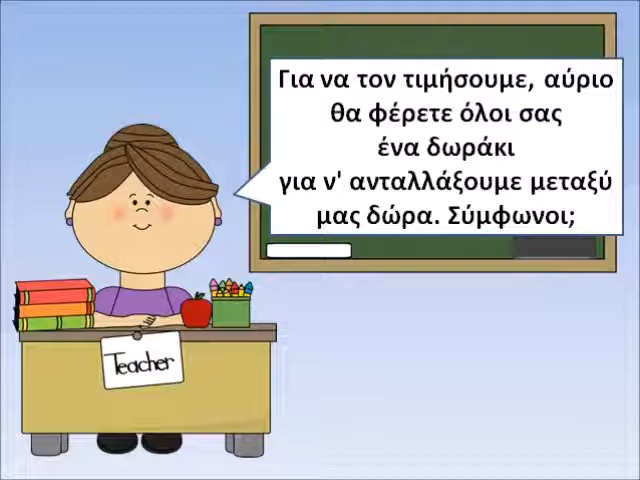 Για να τον τιμήσουμε, αύριο
θα φέρετε όλοι σας
ένα δωράκι
για ν' ανταλλάξουμε μεταξύ
μας δώρα. Σύμφωνοι;
Teacher